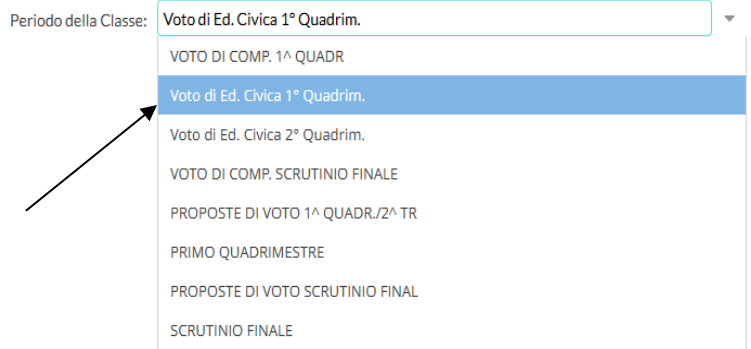 Periodo della Classe: Voto di Ed. Civica 1° Quadrim.
VOTO DI COMP. 1^ QUADR
Voto di Ed. Civica 1° Quadrim.
Voto di Ed. Civica 2° Quadrim.
VOTO DI COMP. SCRUTINIO FINALE
PROPOSTE DI VOTO 1^ QUADR./2^ TR
PRIMO QUADRIMESTRE
PROPOSTE DI VOTO SCRUTINIO FINAL
SCRUTINIO FINALE